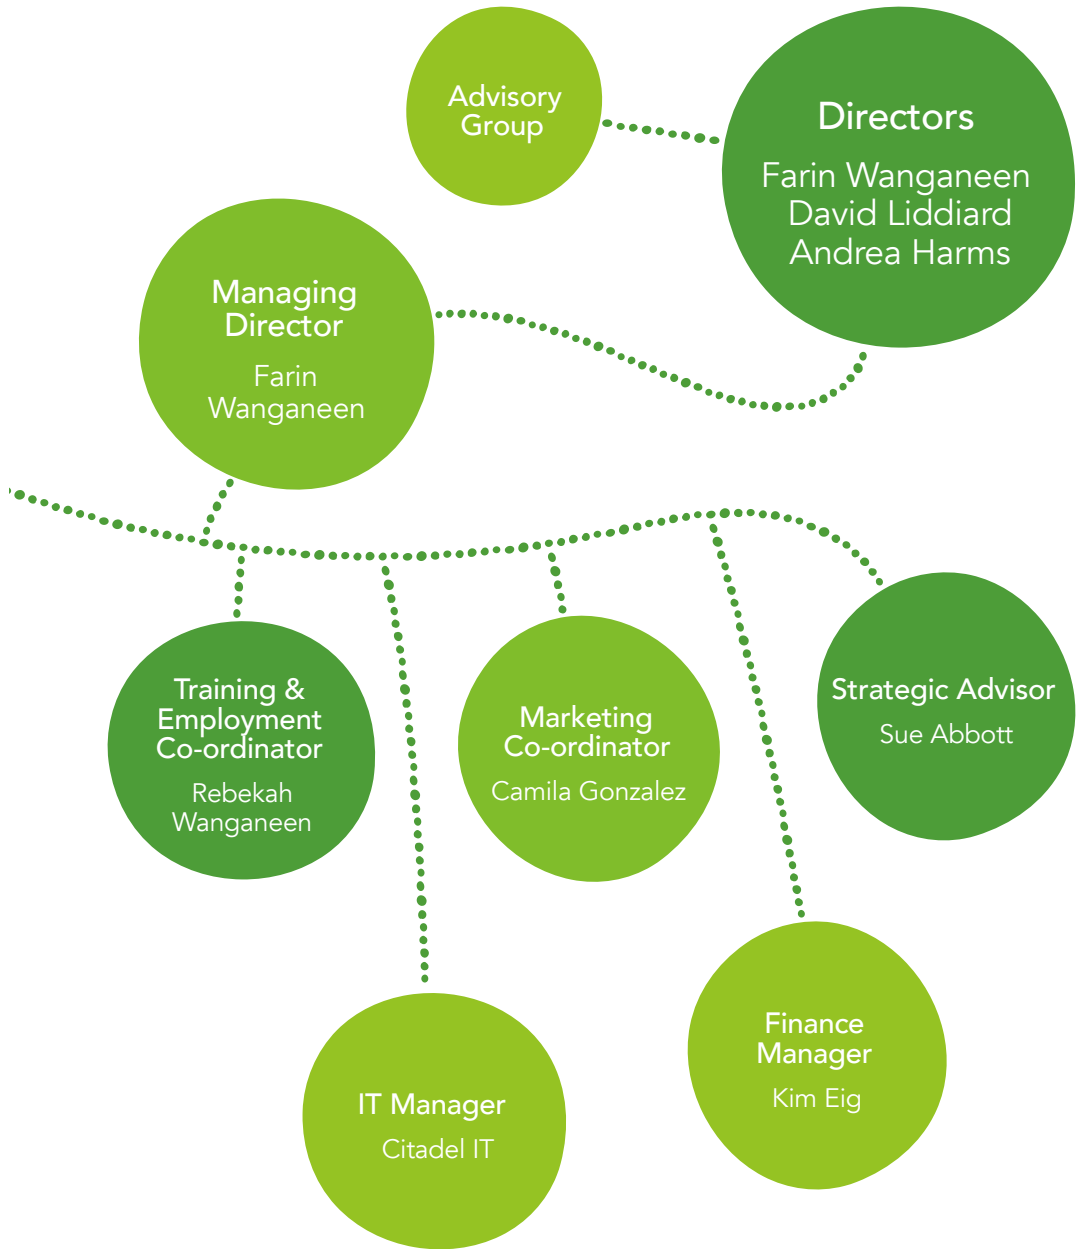 Advisory
Group
Directors
Farin Wanganeen
David Liddiard
Andrea Harms
Managing
Director
Farin
Wanganeen
Training &
Employment
Co-ordinator
Rebekah
Wanganeen
Marketing
Co-ordinator
Camila Gonzalez
Strategic Advisor
Sue Abbott
IT Manager
Citadel IT
Finance
Manager
Kim Eig